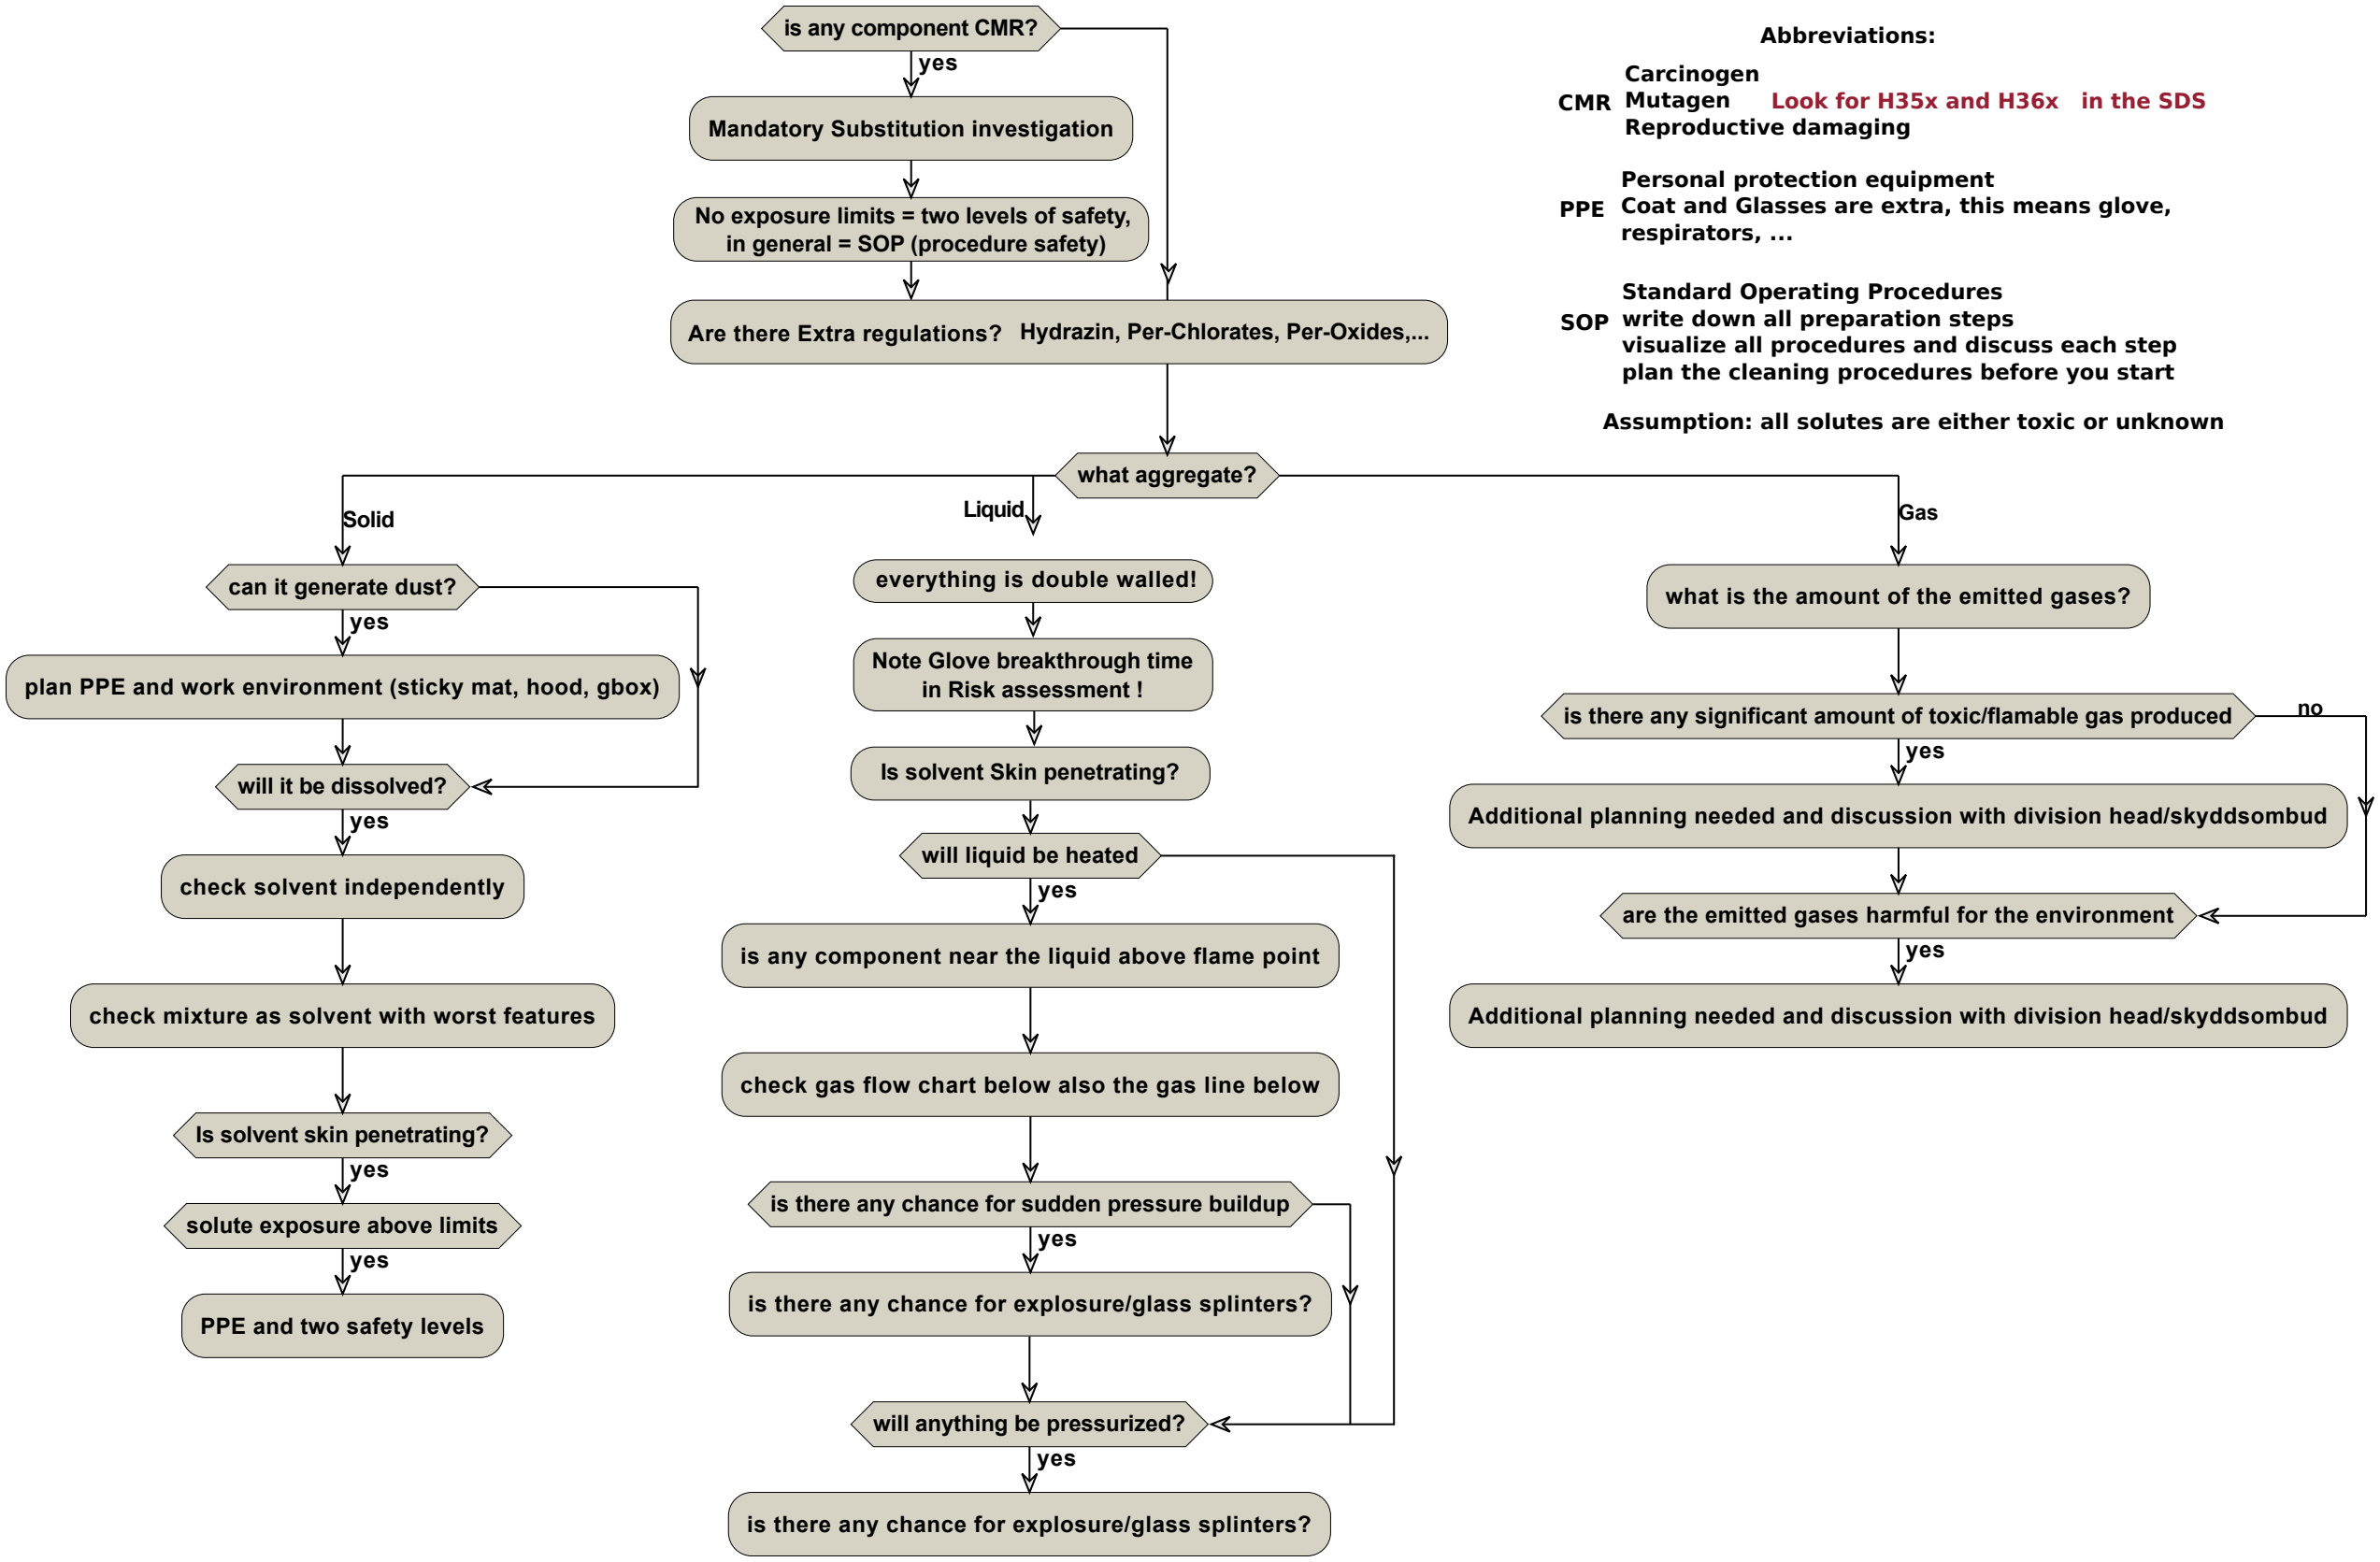 is any component CMR?
yes
Mandatory Substitution investigation
No exposure limits = two levels of safety,
in general = SOP (procedure safety)
Are there Extra regulations? Hydrazin, Per-Chlorates, Per-Oxides,...
Abbreviations:
Carcinogen
CMR Mutagen Look for H35x and H36x in the SDS
Reproductive damaging
Personal protection equipment
PPE Coat and Glasses are extra, this means glove,
respirators, ...
Standard Operating Procedures
SOP write down all preparation steps
visualize all procedures and discuss each step
plan the cleaning procedures before you start
Assumption: all solutes are either toxic or unknown
what aggregate?
Solid
can it generate dust?
yes
plan PPE and work environment (sticky mat, hood, gbox)
will it be dissolved?
yes
check solvent independently
check mixture as solvent with worst features
Is solvent skin penetrating?
yes
solute exposure above limits
yes
PPE and two safety levels
Liquid
everything is double walled!
Note Glove breakthrough time
in Risk assessment !
Is solvent Skin penetrating?
will liquid be heated
yes
is any component near the liquid above flame point
check gas flow chart below also the gas line below
is there any chance for sudden pressure buildup
yes
is there any chance for explosure/glass splinters?
will anything be pressurized?
yes
is there any chance for explosure/glass splinters?
Gas
what is the amount of the emitted gases?
is there any significant amount of toxic/flamable gas produced
no
yes
Additional planning needed and discussion with division head/skyddsombud
are the emitted gases harmful for the environment
yes
Additional planning needed and discussion with division head/skyddsombud